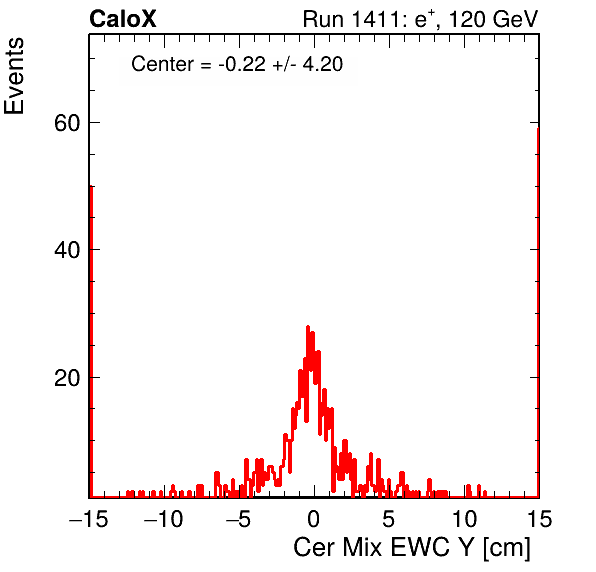 CaloX Run 1411: e⁺, 120 GeV
Center = -0.22 +/- 4.20
Events
60
40
20
−15 −10 −5 0 5 10 15
Cer Mix EWC Y [cm]